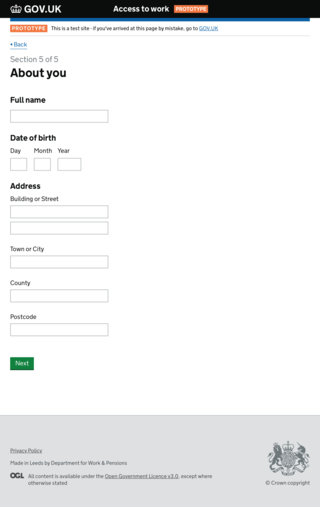 GOV.UK
Access to work PROTOTYPE
PROTOTYPE This is a test site - if you've arrived at this page by mistake, go to GOV.UK
Back
Section 5 of 5
About you
Full name
Date of birth
Day Month Year
Address
Building or Street
Town or City
County
Postcode
Next
Privacy Policy
Made in Leeds by Department for Work & Pensions
OGL All content is available under the Open Government Licence v3.0, except where
otherwise stated
© Crown copyright